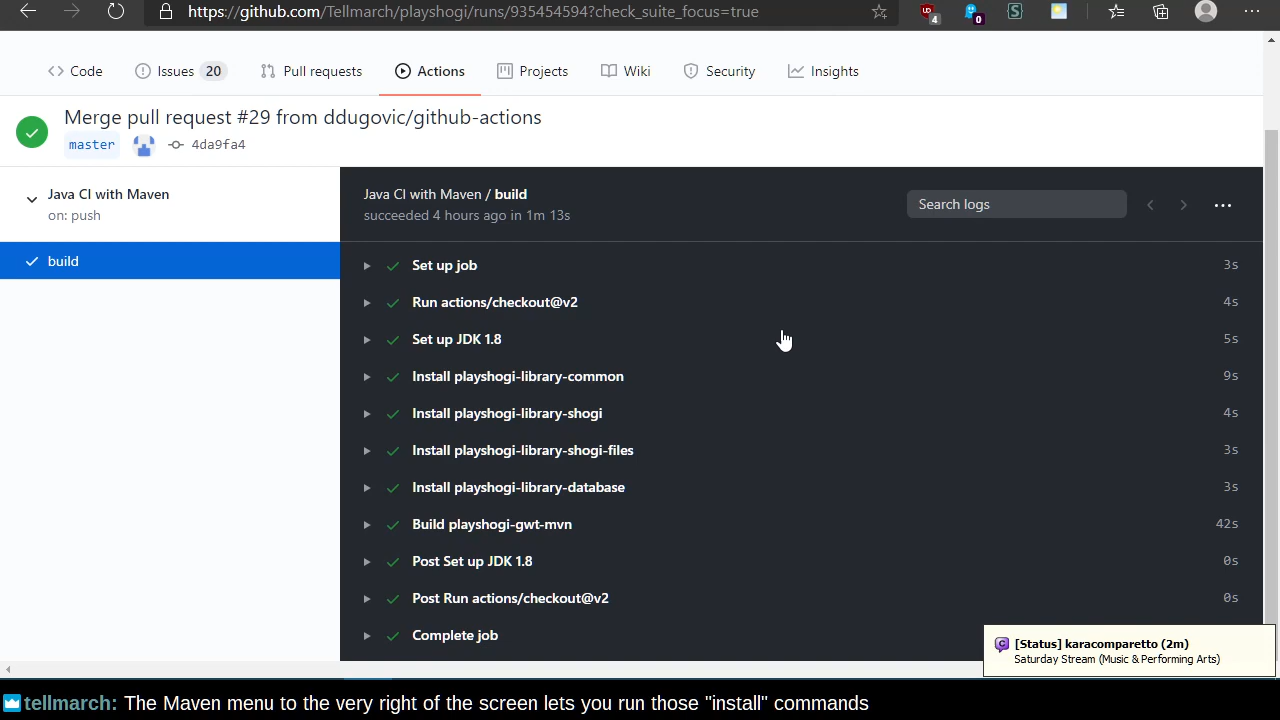 https://github.com/Tellmarch/playshogi/runs/935454594?check_suite_focus=true
4
0
Code
Issues 20
Pull requests
Actions
Projects
Wiki
Security
Insights
Merge pull request #29 from ddugovic/github-actions
master
4da9fa4
Java CI with Maven
on: push
build
Java CI with Maven / build
succeeded 4 hours ago in 1m 13s
Search logs
Set up job 3s
Run actions/checkout@v2 4s
Set up JDK 1.8 5s
Install playshogi-library-common 9s
Install playshogi-library-shogi 4s
Install playshogi-library-shogi-files 3s
Install playshogi-library-database 3s
Build playshogi-gwt-mvn 42s
Post Set up JDK 1.8 0s
Post Run actions/checkout@v2 0s
Complete job
[Status] karacomparetto (2m)
Saturday Stream (Music & Performing Arts)
tellmarch: The Maven menu to the very right of the screen lets you run those "install" commands